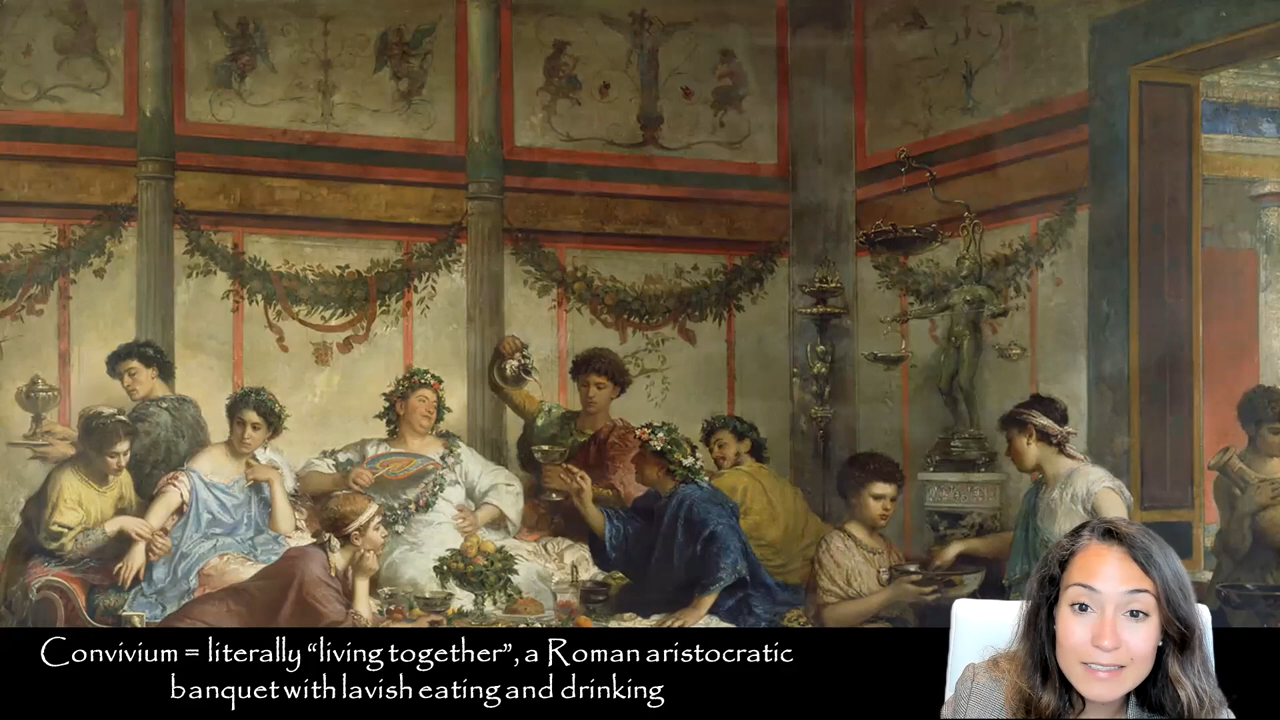 Convivium = literally “living together”, a Roman aristocratic
banquet with lavish eating and drinking